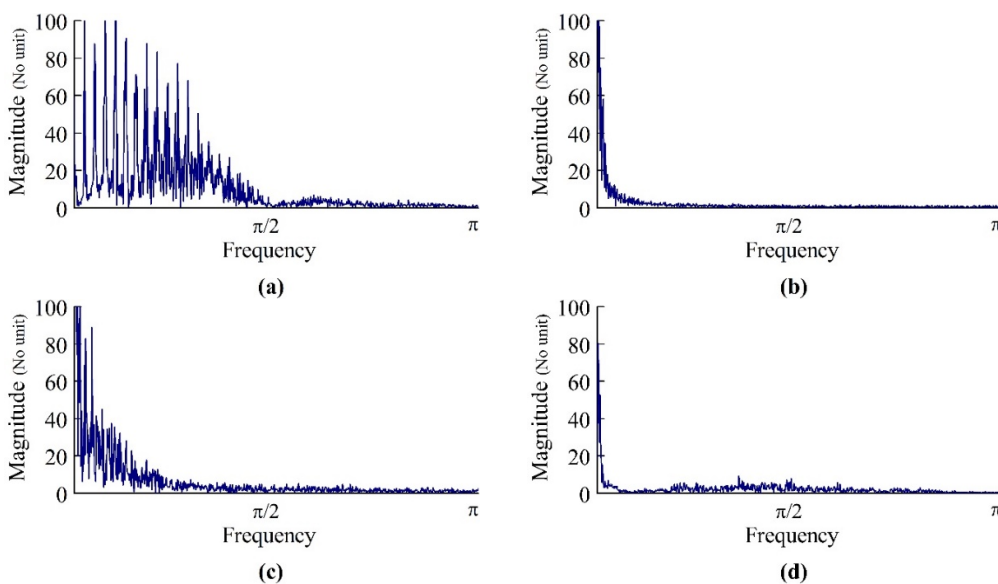 100
80
60
40
20
0
Magnitude (No unit)
π/2
π
Frequency
(a)
100
80
60
40
20
0
Magnitude (No unit)
π/2
π
Frequency
(b)
100
80
60
40
20
0
Magnitude (No unit)
π/2
π
Frequency
(c)
100
80
60
40
20
0
Magnitude (No unit)
π/2
π
Frequency
(d)